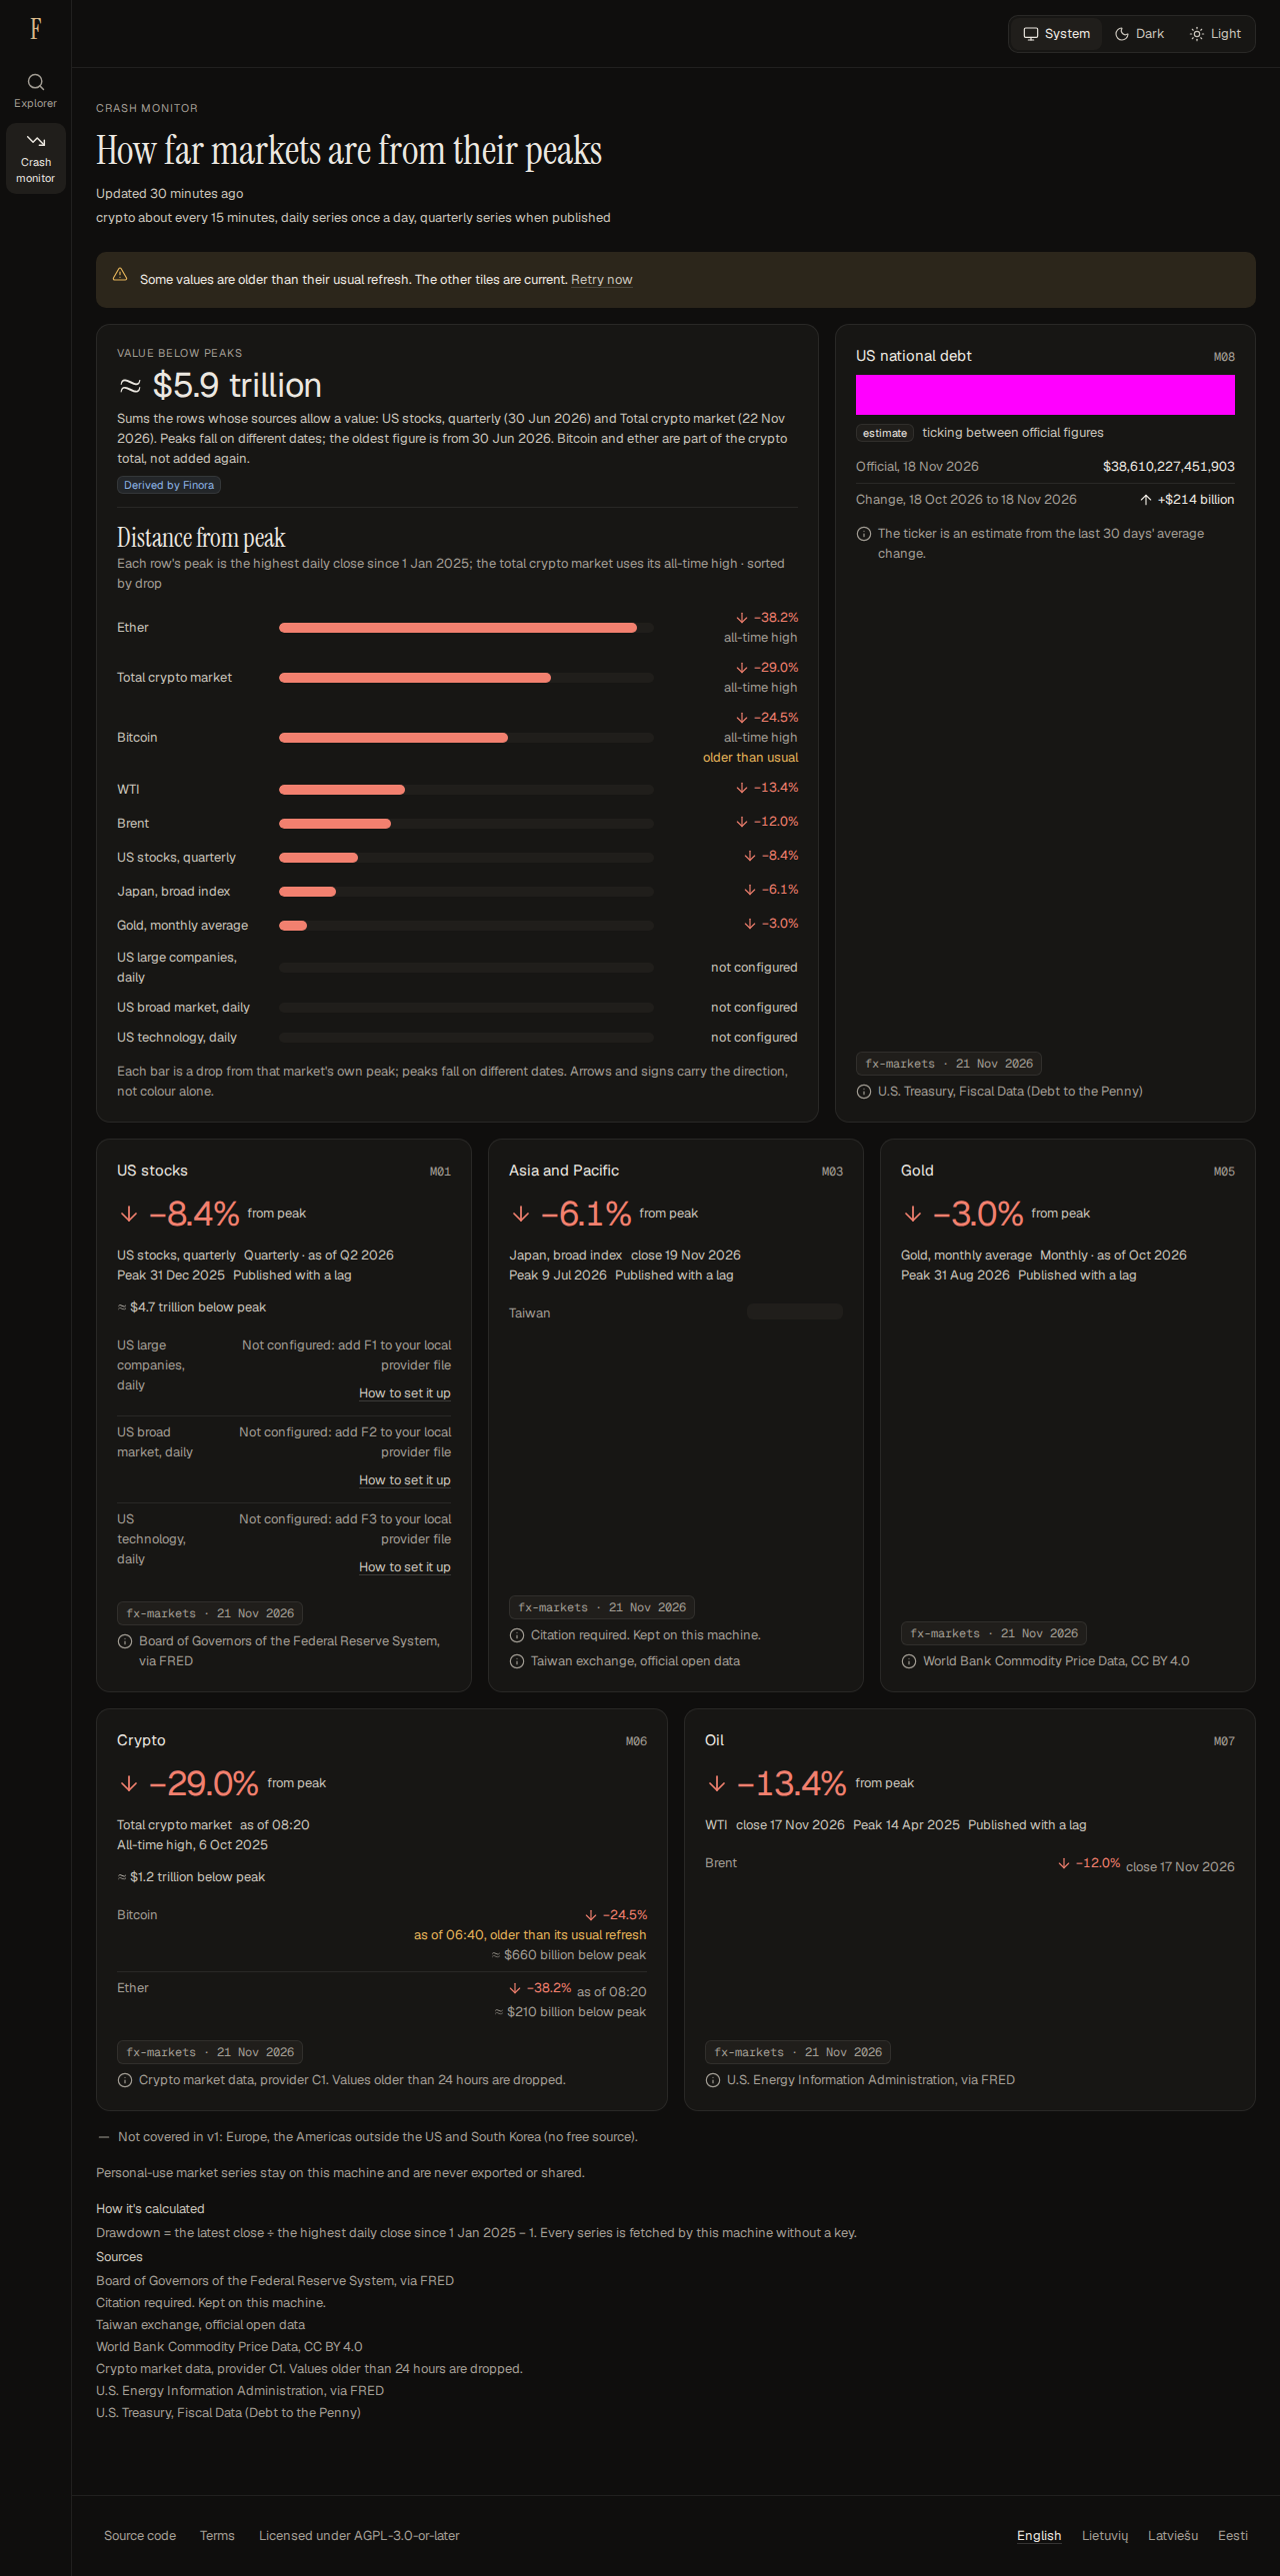 F
Explorer
Crash
monitor
System
Dark
Light
CRASH MONITOR
How far markets are from their peaks
Updated 30 minutes ago
crypto about every 15 minutes, daily series once a day, quarterly series when published
Some values are older than their usual refresh. The other tiles are current. Retry now
VALUE BELOW PEAKS
≈ $5.9 trillion
Sums the rows whose sources allow a value: US stocks, quarterly (30 Jun 2026) and Total crypto market (22 Nov
2026). Peaks fall on different dates; the oldest figure is from 30 Jun 2026. Bitcoin and ether are part of the crypto
total, not added again.
Derived by Finora
Distance from peak
Each row's peak is the highest daily close since 1 Jan 2025; the total crypto market uses its all-time high · sorted
by drop
Ether
↓ −38.2%
all-time high
Total crypto market
↓ −29.0%
all-time high
Bitcoin
↓ −24.5%
all-time high
older than usual
WTI
↓ −13.4%
Brent
↓ −12.0%
US stocks, quarterly
↓ −8.4%
Japan, broad index
↓ −6.1%
Gold, monthly average
↓ −3.0%
US large companies,
daily
not configured
US broad market, daily
not configured
US technology, daily
not configured
Each bar is a drop from that market's own peak; peaks fall on different dates. Arrows and signs carry the direction,
not colour alone.
US national debt
M08
estimate ticking between official figures
Official, 18 Nov 2026
$38,610,227,451,903
Change, 18 Oct 2026 to 18 Nov 2026
↑ +$214 billion
The ticker is an estimate from the last 30 days' average
change.
fx-markets · 21 Nov 2026
U.S. Treasury, Fiscal Data (Debt to the Penny)
US stocks
M01
↓ −8.4% from peak
US stocks, quarterly Quarterly · as of Q2 2026
Peak 31 Dec 2025 Published with a lag
≈ $4.7 trillion below peak
US large
companies,
daily
Not configured: add F1 to your local
provider file
How to set it up
US broad
market, daily
Not configured: add F2 to your local
provider file
How to set it up
US
technology,
daily
Not configured: add F3 to your local
provider file
How to set it up
fx-markets · 21 Nov 2026
Board of Governors of the Federal Reserve System,
via FRED
Asia and Pacific
M03
↓ −6.1% from peak
Japan, broad index close 19 Nov 2026
Peak 9 Jul 2026 Published with a lag
Taiwan
fx-markets · 21 Nov 2026
Citation required. Kept on this machine.
Taiwan exchange, official open data
Gold
M05
↓ −3.0% from peak
Gold, monthly average Monthly · as of Oct 2026
Peak 31 Aug 2026 Published with a lag
fx-markets · 21 Nov 2026
World Bank Commodity Price Data, CC BY 4.0
Crypto
M06
↓ −29.0% from peak
Total crypto market as of 08:20
All-time high, 6 Oct 2025
≈ $1.2 trillion below peak
Bitcoin
↓ −24.5%
as of 06:40, older than its usual refresh
≈ $660 billion below peak
Ether
↓ −38.2% as of 08:20
≈ $210 billion below peak
fx-markets · 21 Nov 2026
Crypto market data, provider C1. Values older than 24 hours are dropped.
Oil
M07
↓ −13.4% from peak
WTI close 17 Nov 2026 Peak 14 Apr 2025 Published with a lag
Brent
↓ −12.0% close 17 Nov 2026
fx-markets · 21 Nov 2026
U.S. Energy Information Administration, via FRED
— Not covered in v1: Europe, the Americas outside the US and South Korea (no free source).
Personal-use market series stay on this machine and are never exported or shared.
How it's calculated
Drawdown = the latest close ÷ the highest daily close since 1 Jan 2025 − 1. Every series is fetched by this machine without a key.
Sources
Board of Governors of the Federal Reserve System, via FRED
Citation required. Kept on this machine.
Taiwan exchange, official open data
World Bank Commodity Price Data, CC BY 4.0
Crypto market data, provider C1. Values older than 24 hours are dropped.
U.S. Energy Information Administration, via FRED
U.S. Treasury, Fiscal Data (Debt to the Penny)
Source code
Terms
Licensed under AGPL-3.0-or-later
English
Lietuvių
Latviešu
Eesti